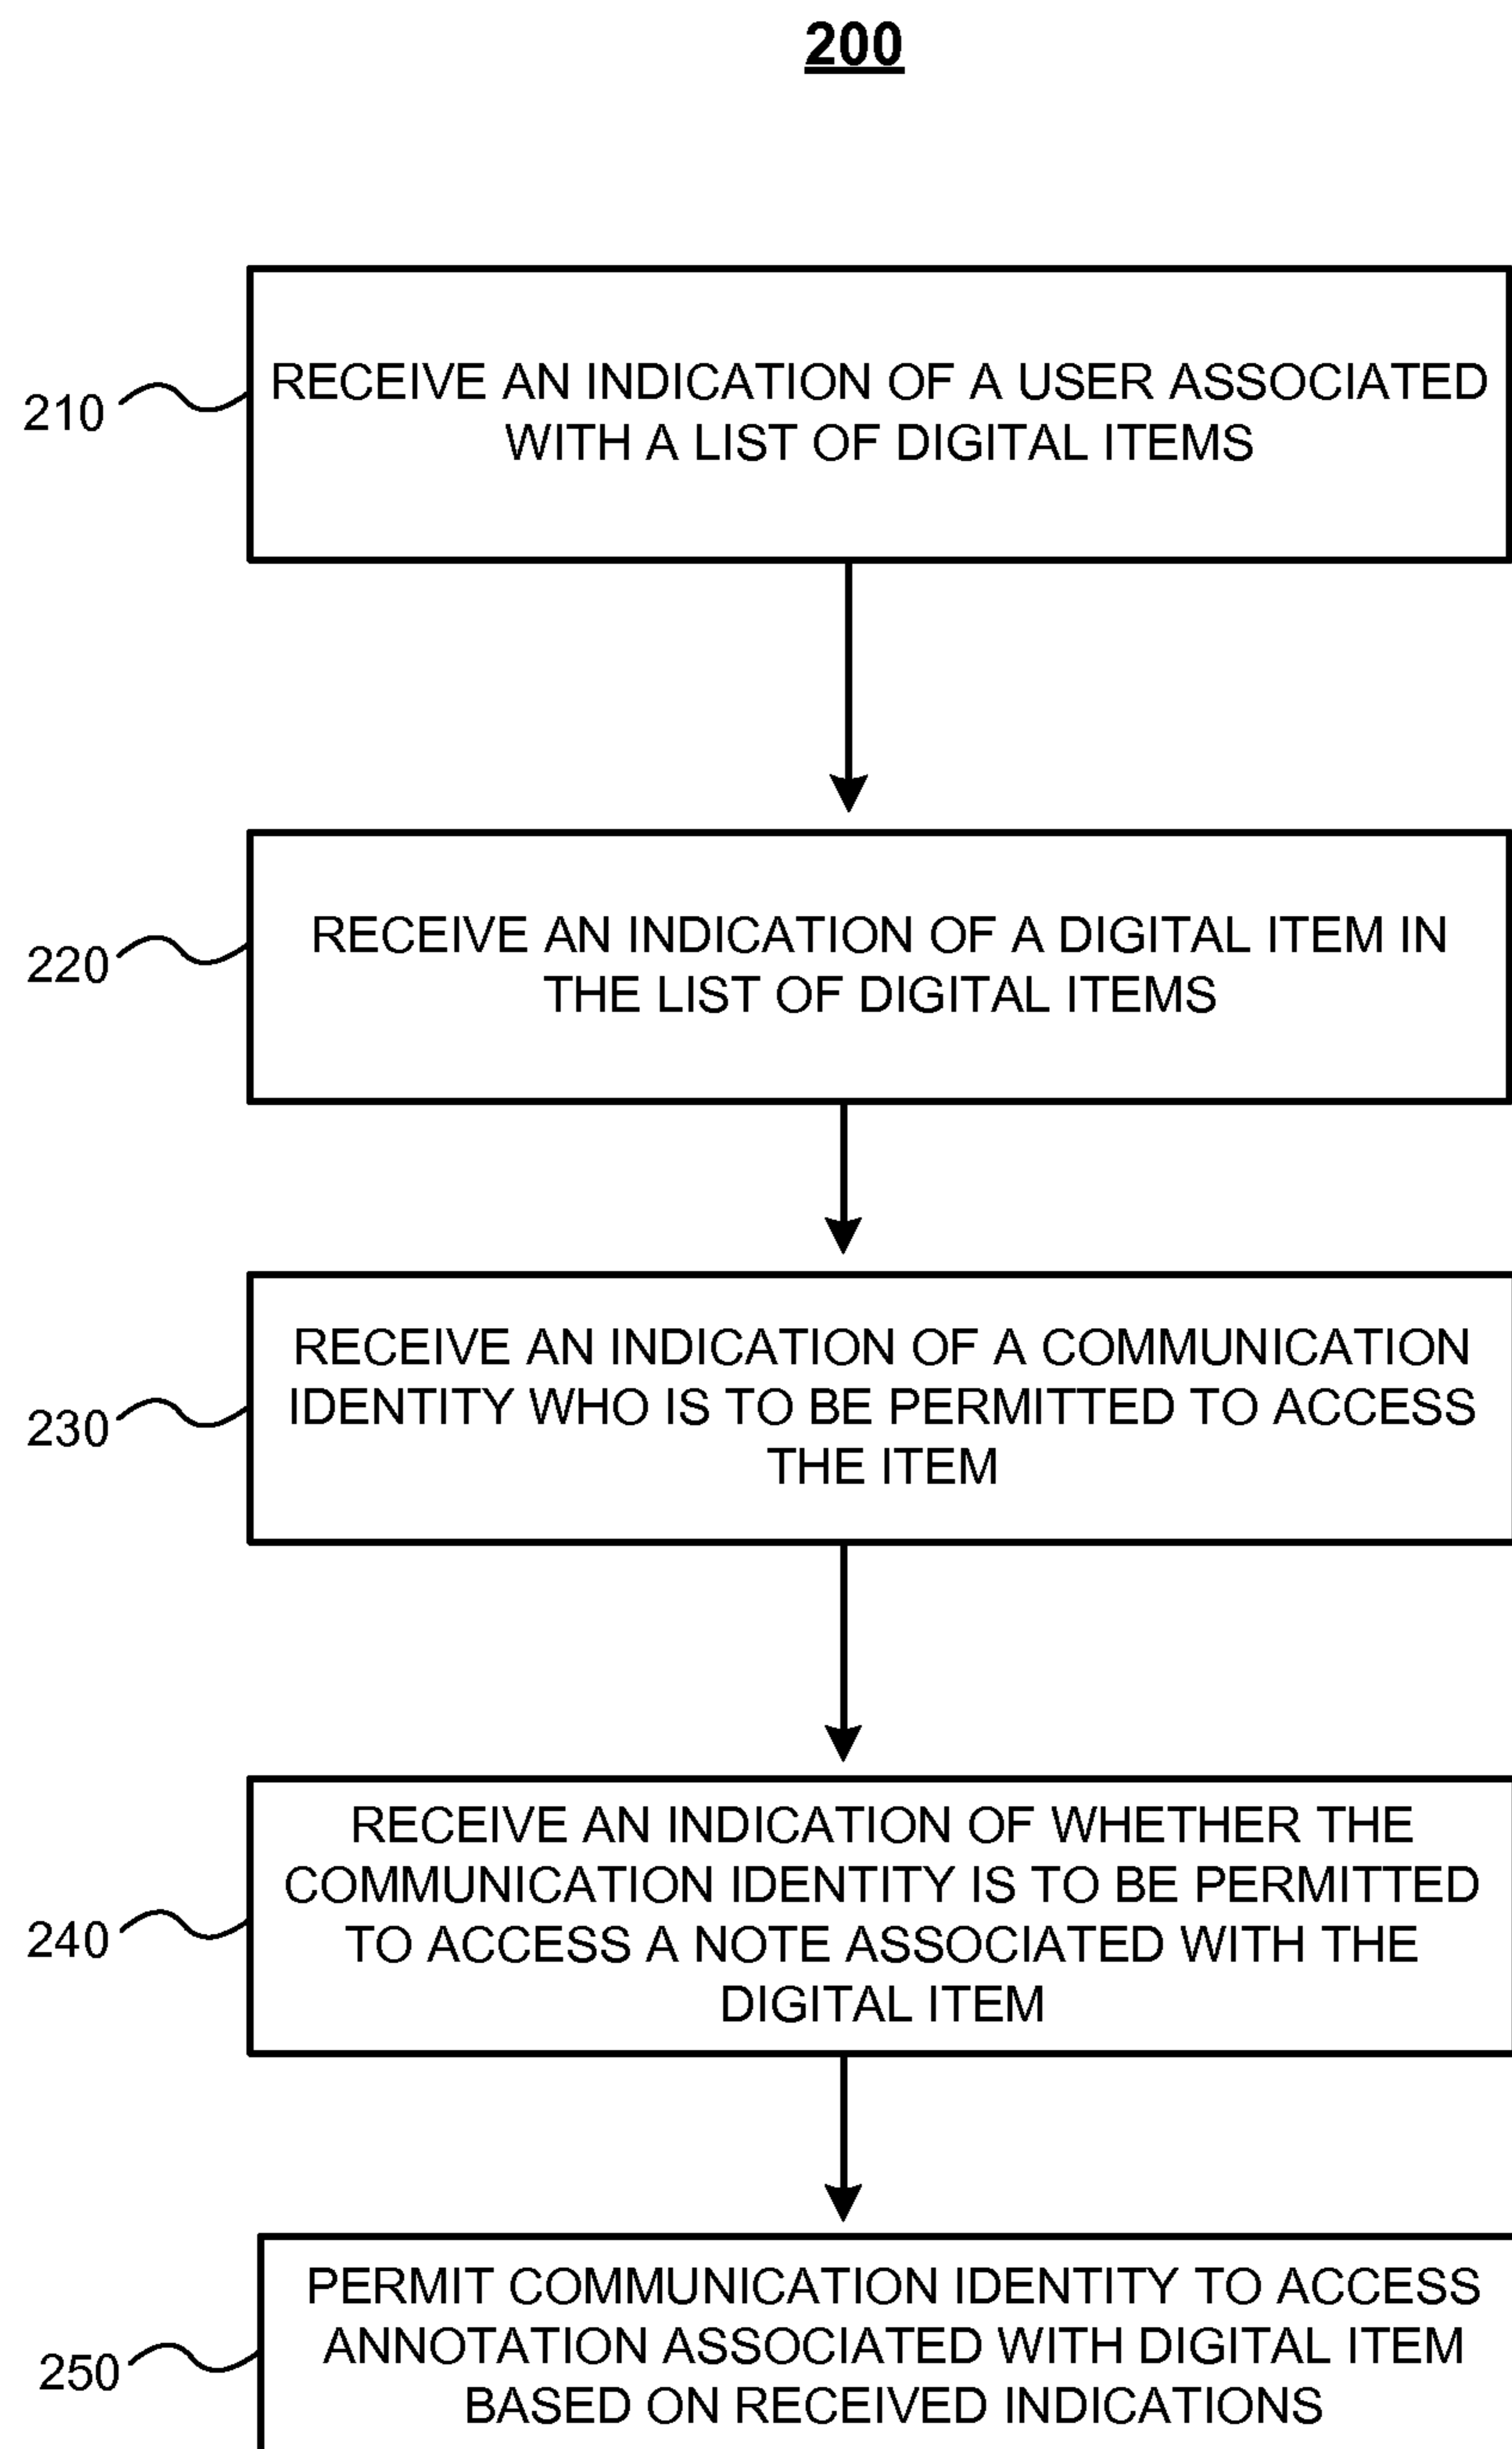 200
210
RECEIVE AN INDICATION OF A USER ASSOCIATED
WITH A LIST OF DIGITAL ITEMS
220
RECEIVE AN INDICATION OF A DIGITAL ITEM IN
THE LIST OF DIGITAL ITEMS
230
RECEIVE AN INDICATION OF A COMMUNICATION
IDENTITY WHO IS TO BE PERMITTED TO ACCESS
THE ITEM
240
RECEIVE AN INDICATION OF WHETHER THE
COMMUNICATION IDENTITY IS TO BE PERMITTED
TO ACCESS A NOTE ASSOCIATED WITH THE
DIGITAL ITEM
250
PERMIT COMMUNICATION IDENTITY TO ACCESS
ANNOTATION ASSOCIATED WITH DIGITAL ITEM
BASED ON RECEIVED INDICATIONS